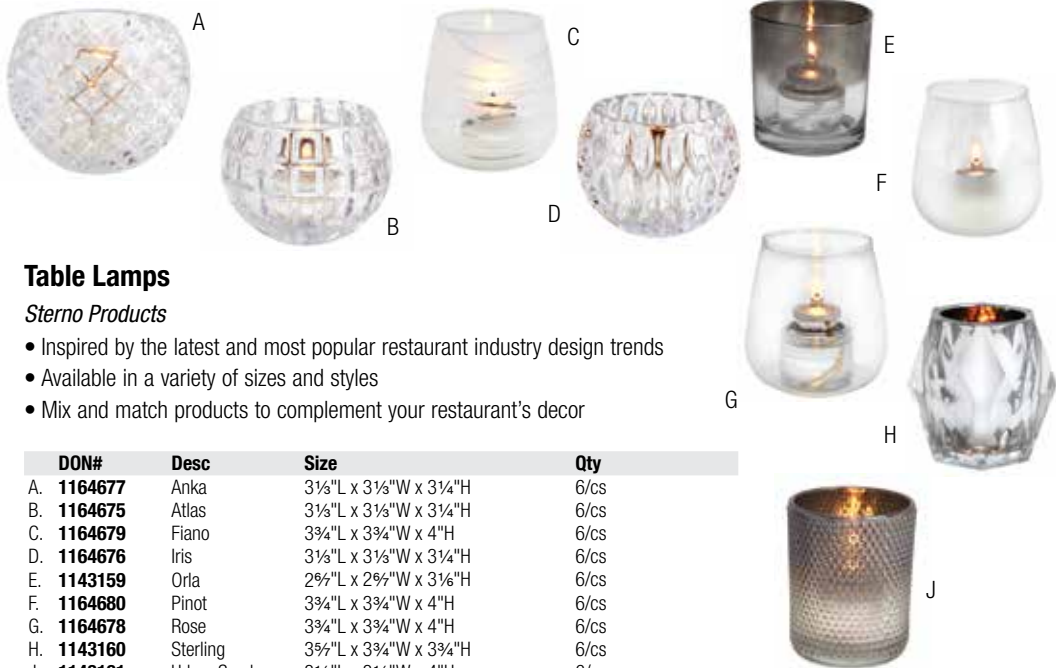 A
B
C
D
E
F
G
H
J
Table Lamps
Sterno Products
• Inspired by the latest and most popular restaurant industry design trends
• Available in a variety of sizes and styles
• Mix and match products to complement your restaurant's decor
DON# Desc Size Qty
A. 1164677 Anka 3⅓"L x 3⅓"W x 3¼"H 6/cs
B. 1164675 Atlas 3⅓"L x 3⅓"W x 3¼"H 6/cs
C. 1164679 Fiano 3¾"L x 3¾"W x 4"H 6/cs
D. 1164676 Iris 3⅓"L x 3⅓"W x 3¼"H 6/cs
E. 1143159 Orla 2⁶⁄₇"L x 2⁶⁄₇"W x 3⅙"H 6/cs
F. 1164680 Pinot 3¾"L x 3¾"W x 4"H 6/cs
G. 1164678 Rose 3¾"L x 3¾"W x 4"H 6/cs
H. 1143160 Sterling 3⁵⁄₇"L x 3¾"W x 3¾"H 6/cs